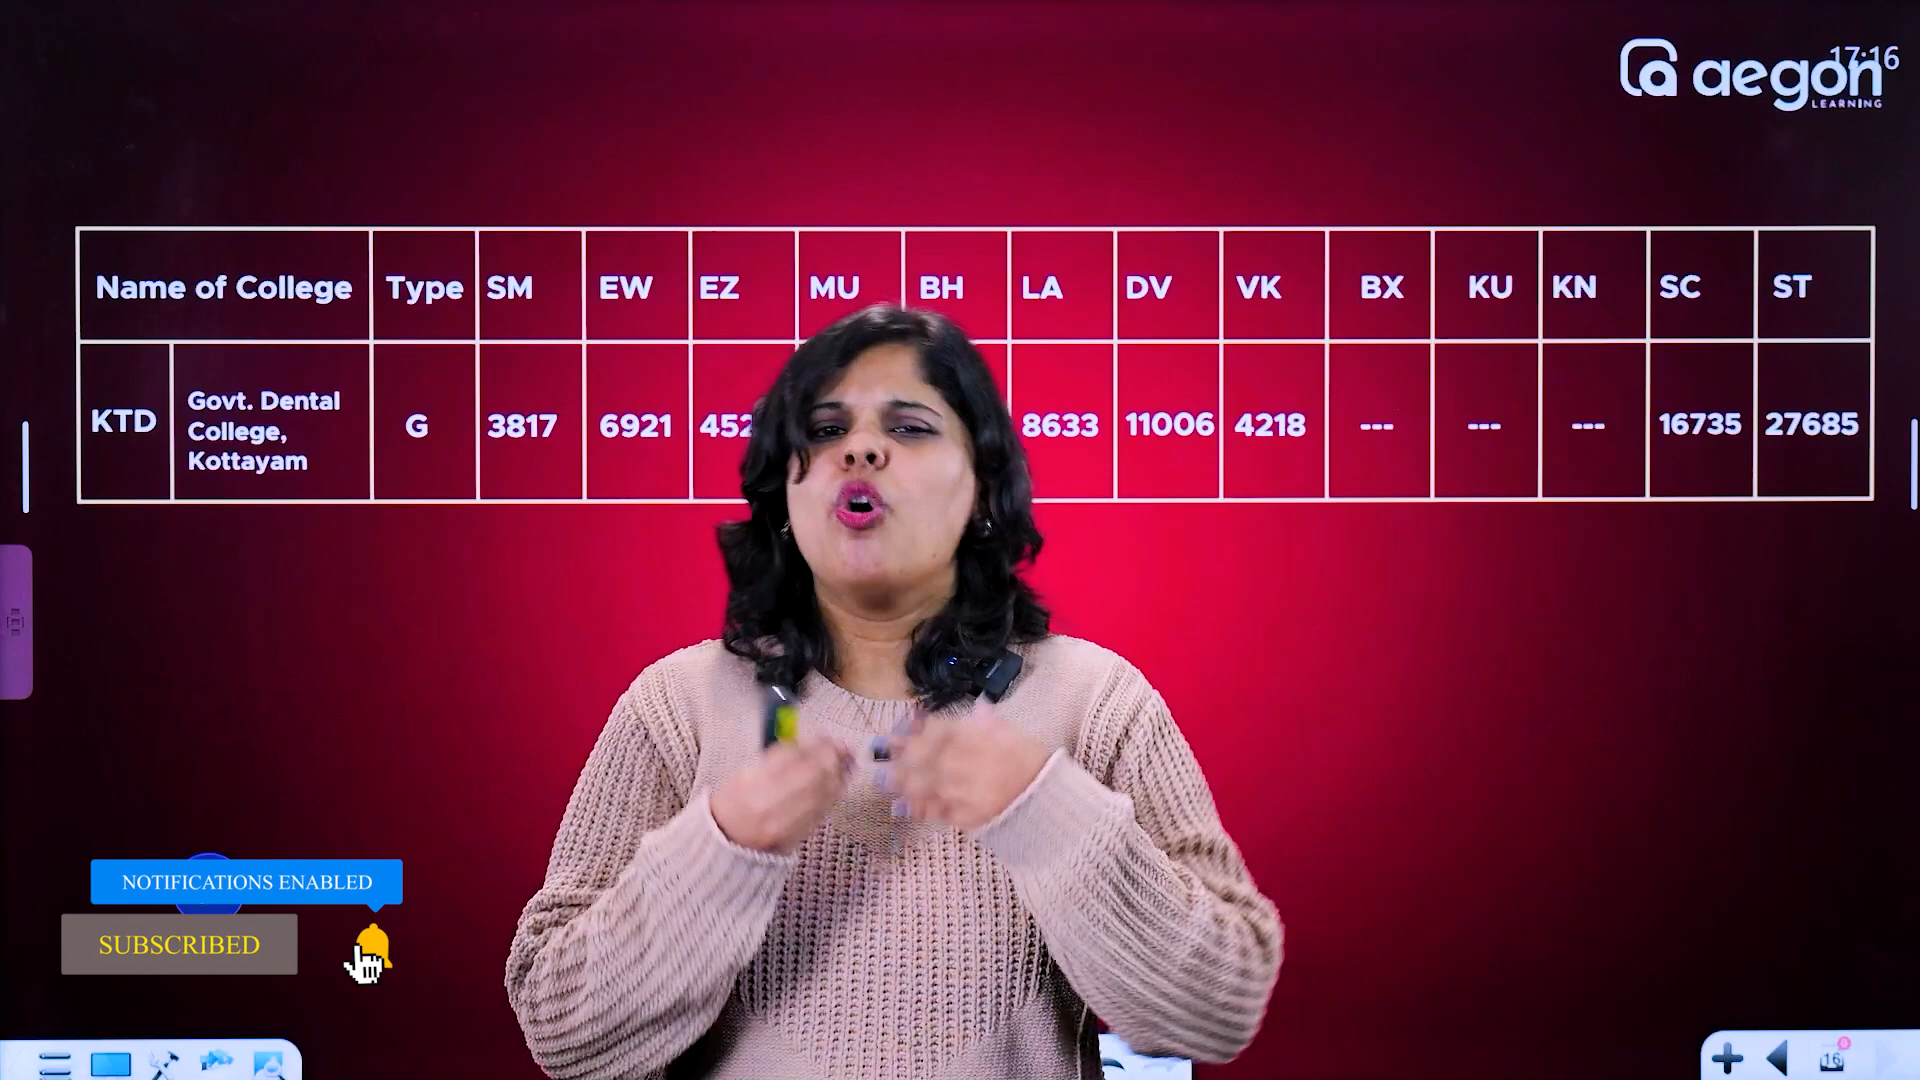 17:16
aegon
LEARNING
Name of College Type SM EW EZ MU BH LA DV VK BX KU KN SC ST
KTD Govt. Dental College, Kottayam G 3817 6921 8633 11006 4218 --- --- --- 16735 27685
NOTIFICATIONS ENABLED
SUBSCRIBED
16